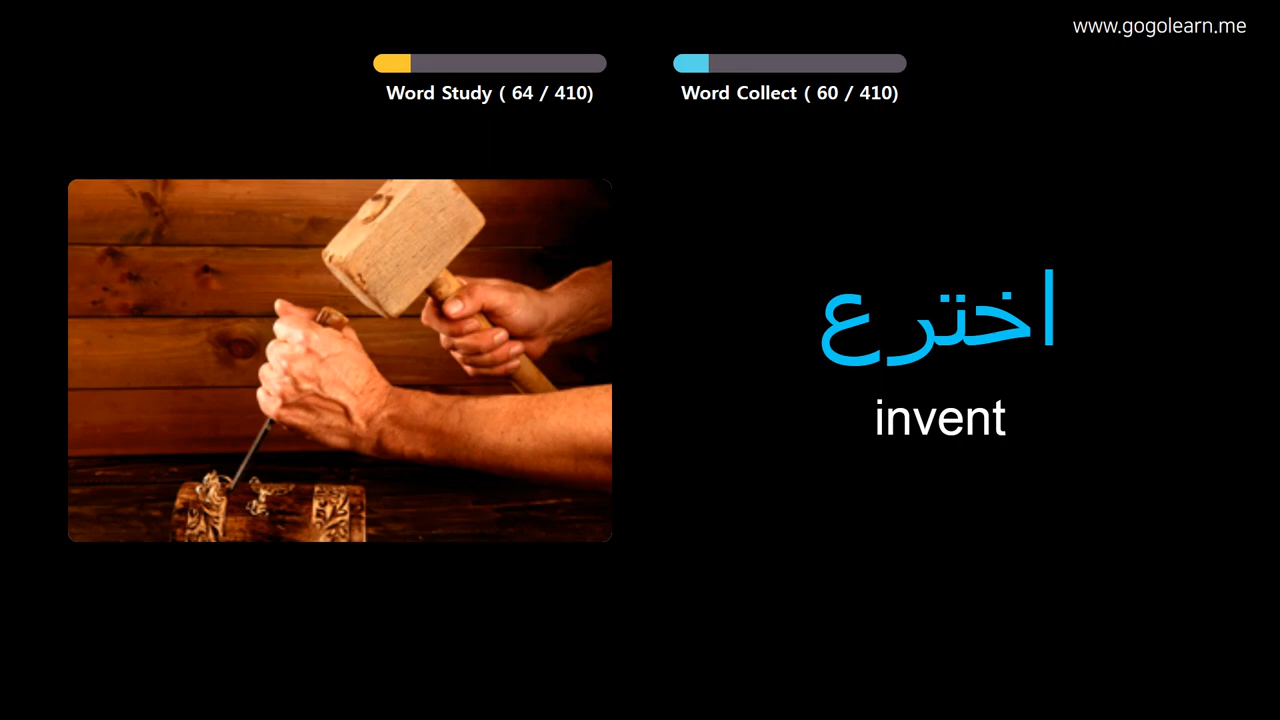 www.gogolearn.me
Word Study ( 64 / 410)
Word Collect ( 60 / 410)
اخترع
invent